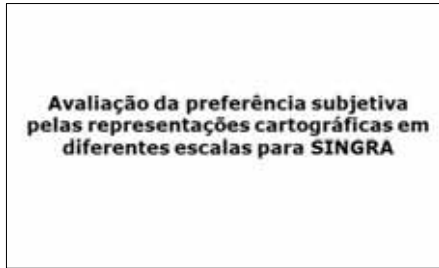 Avaliação da preferência subjetiva
pelas representações cartográficas em
diferentes escalas para SINGRA